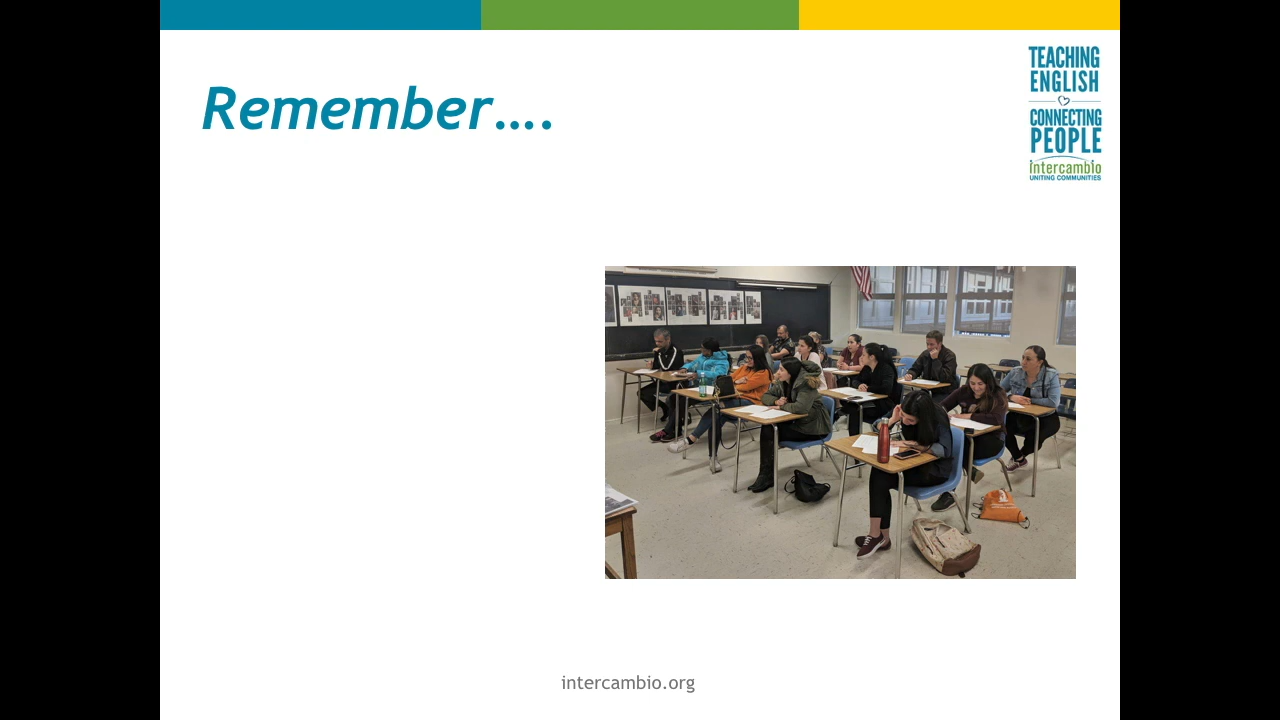 Remember….
TEACHING
ENGLISH
CONNECTING
PEOPLE
intercambio
UNITING COMMUNITIES
intercambio.org